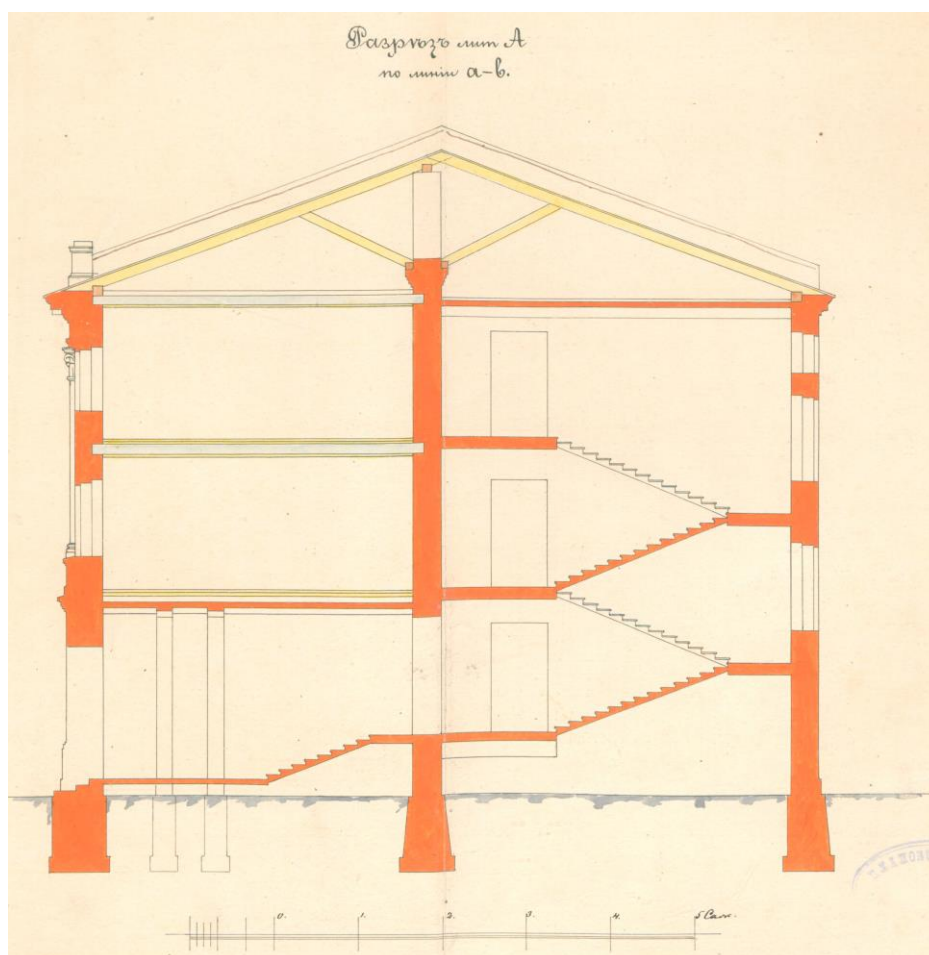 Разрѣзъ лит А
по линіи а-в.
0. 1. 2. 3. 4. 5 Саж.